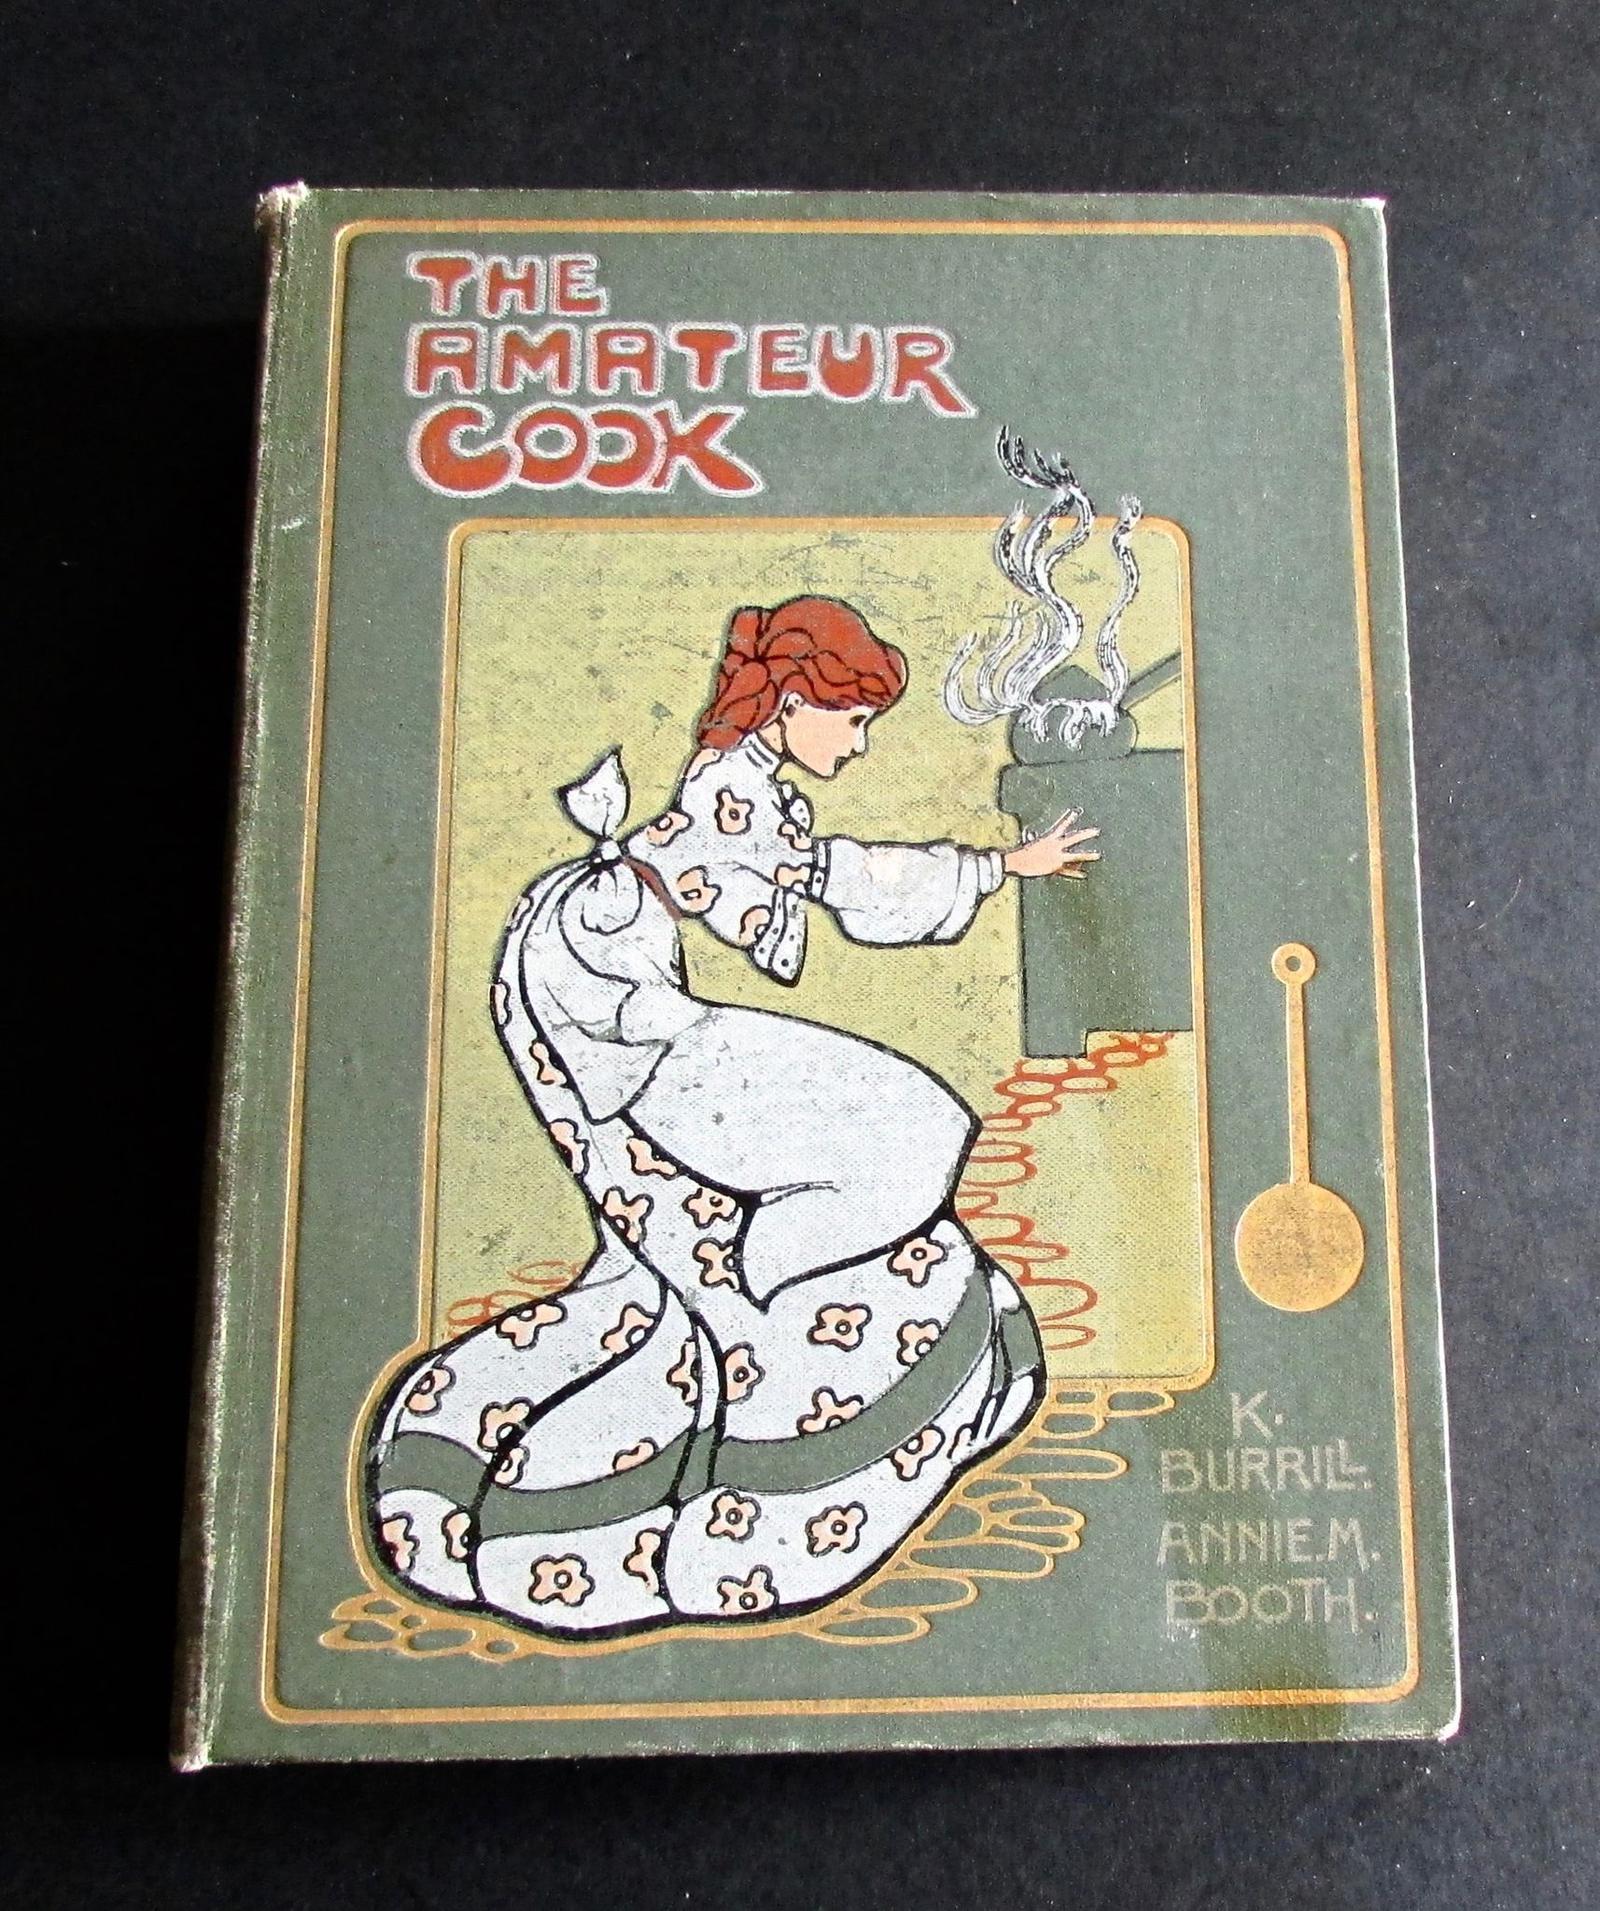 THE
AMATEUR
COOK
K.
BURRILL.
ANNIE.M.
BOOTH.